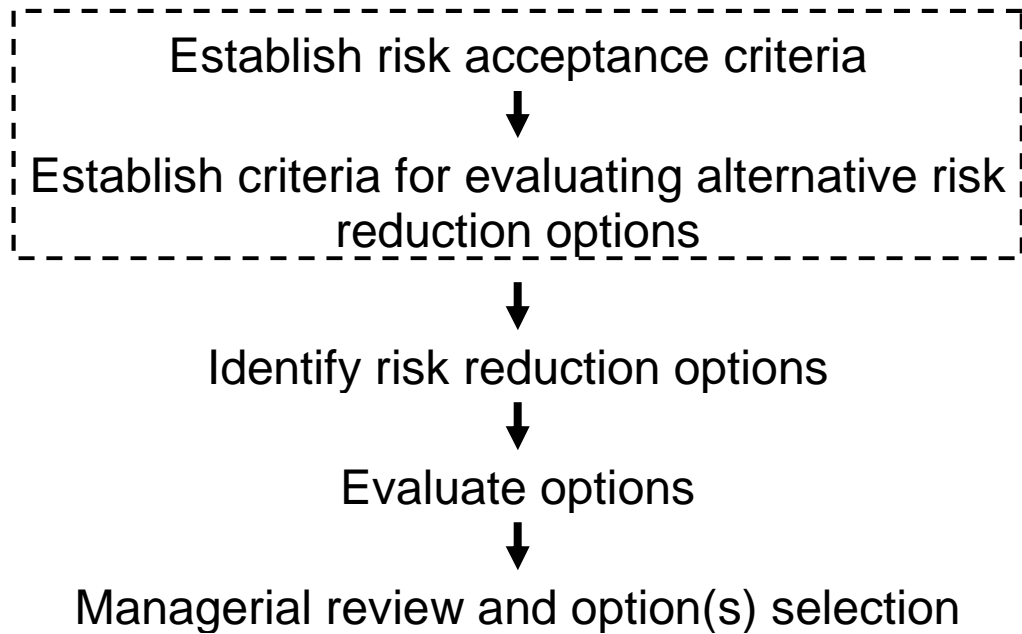 Establish risk acceptance criteria
Establish criteria for evaluating alternative risk
reduction options
Identify risk reduction options
Evaluate options
Managerial review and option(s) selection